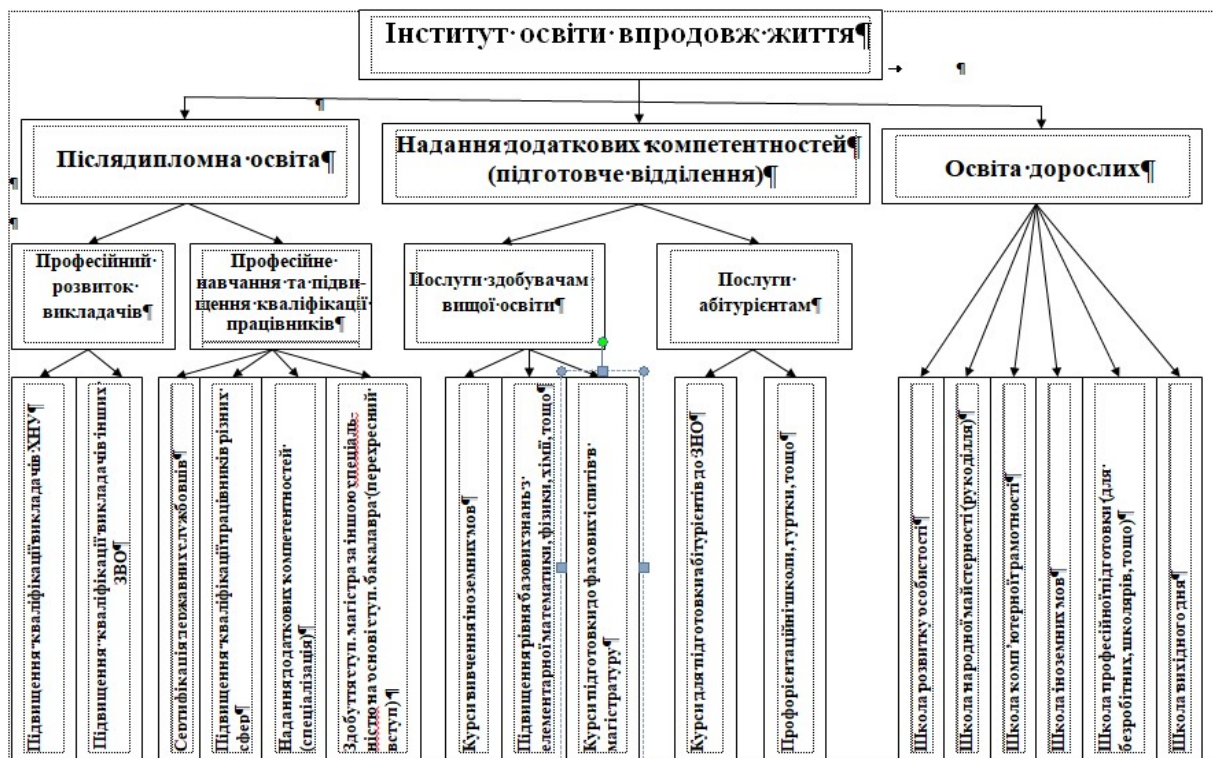 Інститут освіти впродовж життя
Післядипломна освіта
Надання додаткових компетентностей
(підготовче відділення)
Освіта дорослих
Професійний
розвиток
викладачів
Професійне
навчання та підви-
щення кваліфікації
працівників
Послуги здобувачам
вищої освіти
Послуги
абітурієнтам
Підвищення кваліфікації викладачів ХНУ
Підвищення кваліфікації викладачів інших
ЗВО
Сертифікація державних службовців
Підвищення кваліфікації працівників різних
сфер
Надання додаткових компетентностей
(спеціалізація)
Здобуття ступ. магістра за іншою спеціаль-
ністю на основі ступ. бакалавра (перехресний
вступ)
Курси вивчення іноземних мов
Підвищення рівня базових знань з
елементарної математики, фізики, хімії, тощо
Курси підготовки до фахових іспитів в
магістратуру
Курси для підготовки абітурієнтів до ЗНО
Профорієнтаційні школи, гуртки, тощо
Школа розвитку особистості
Школа народної майстерності (рукоділля)
Школа комп'ютерної грамотності
Школа іноземних мов
Школа професійної підготовки (для
безробітних, школярів, тощо)
Школа вихідного дня